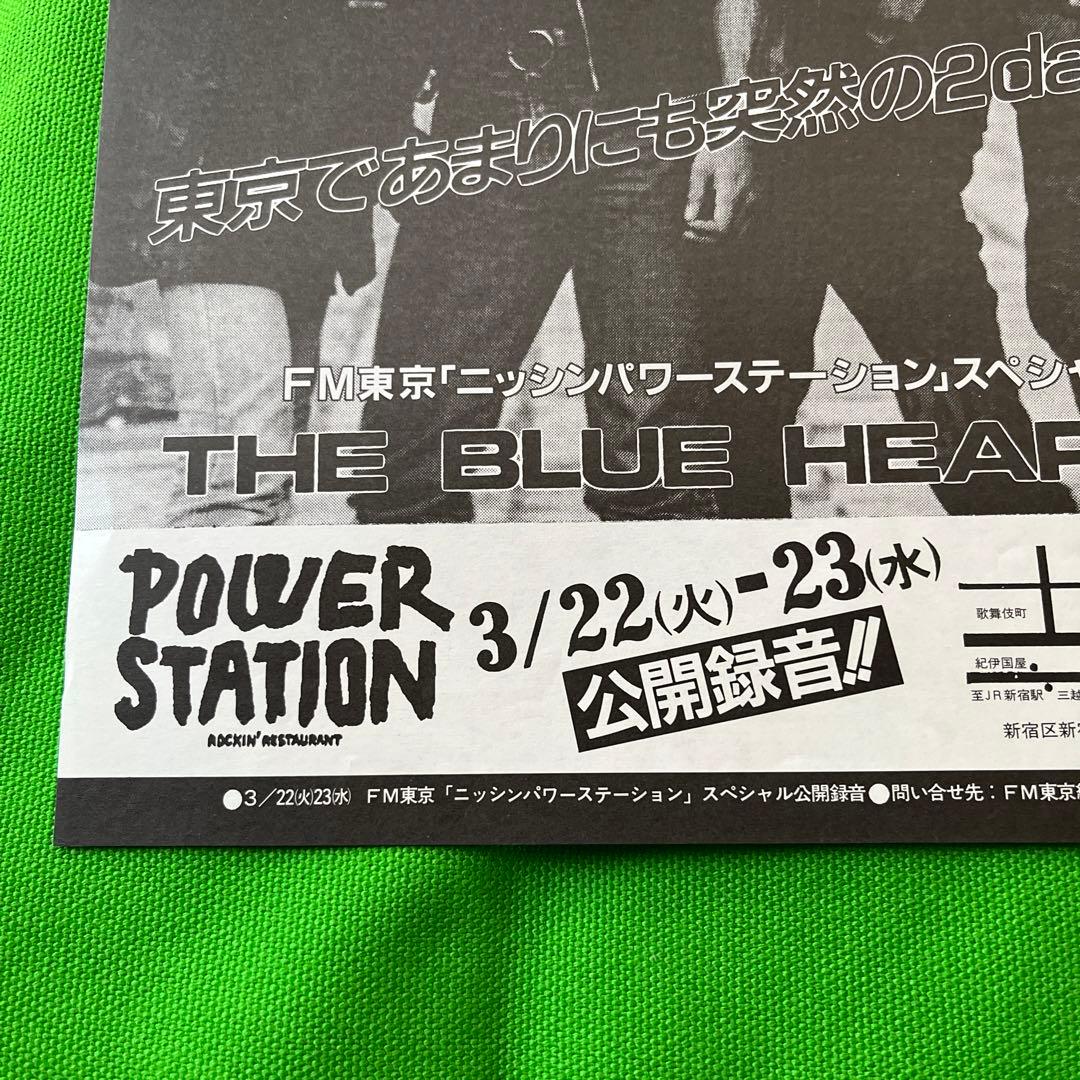 東京であまりにも突然の2da
FM東京「ニッシンパワーステーション」スペシャ
THE BLUE HEAR
POWER
STATION
ROCKIN' RESTAURANT
3/22(火)-23(水)
公開録音!!
歌舞伎町
紀伊国屋
至JR新宿駅 三越
新宿区新宿
●3/22㈫23㈬ FM東京「ニッシンパワーステーション」スペシャル公開録音●問い合せ先:FM東京